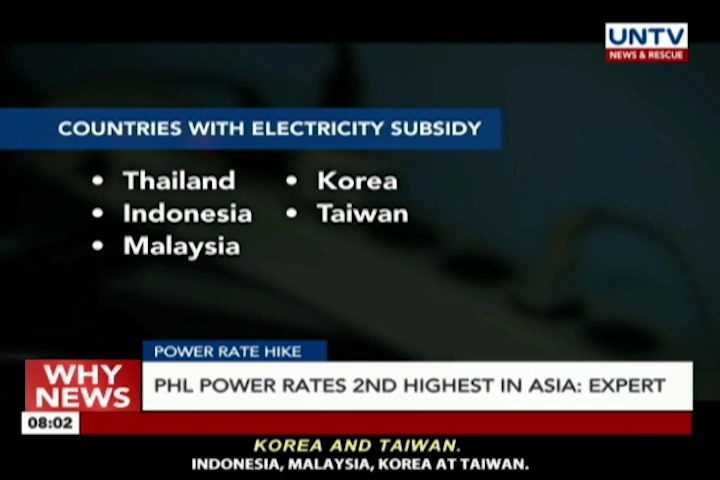 UNTV
NEWS & RESCUE
COUNTRIES WITH ELECTRICITY SUBSIDY
• Thailand
• Indonesia
• Malaysia
• Korea
• Taiwan
POWER RATE HIKE
WHY NEWS
PHL POWER RATES 2ND HIGHEST IN ASIA: EXPERT
08:02
KOREA AND TAIWAN.
INDONESIA, MALAYSIA, KOREA AT TAIWAN.